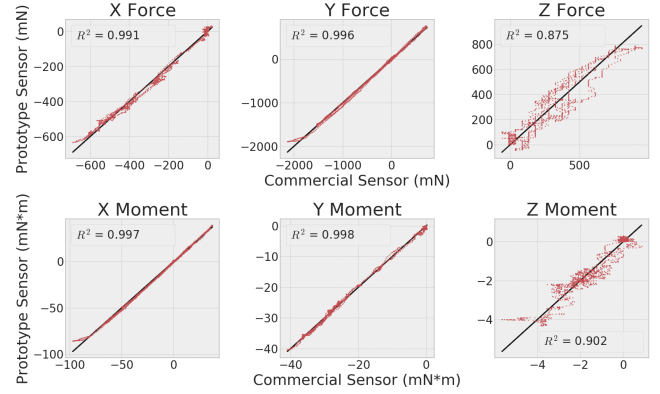 X Force
Y Force
Z Force
Prototype Sensor (mN)
0
−200
−400
−600
R² = 0.991
−600
−400
−200
0
0
−1000
−2000
R² = 0.996
−2000
−1000
0
Commercial Sensor (mN)
800
600
400
200
0
R² = 0.875
0
500
X Moment
Y Moment
Z Moment
Prototype Sensor (mN*m)
0
−50
−100
R² = 0.997
−100
−50
0
0
−10
−20
−30
−40
R² = 0.998
−40
−20
0
Commercial Sensor (mN*m)
0
−2
−4
R² = 0.902
−4
−2
0